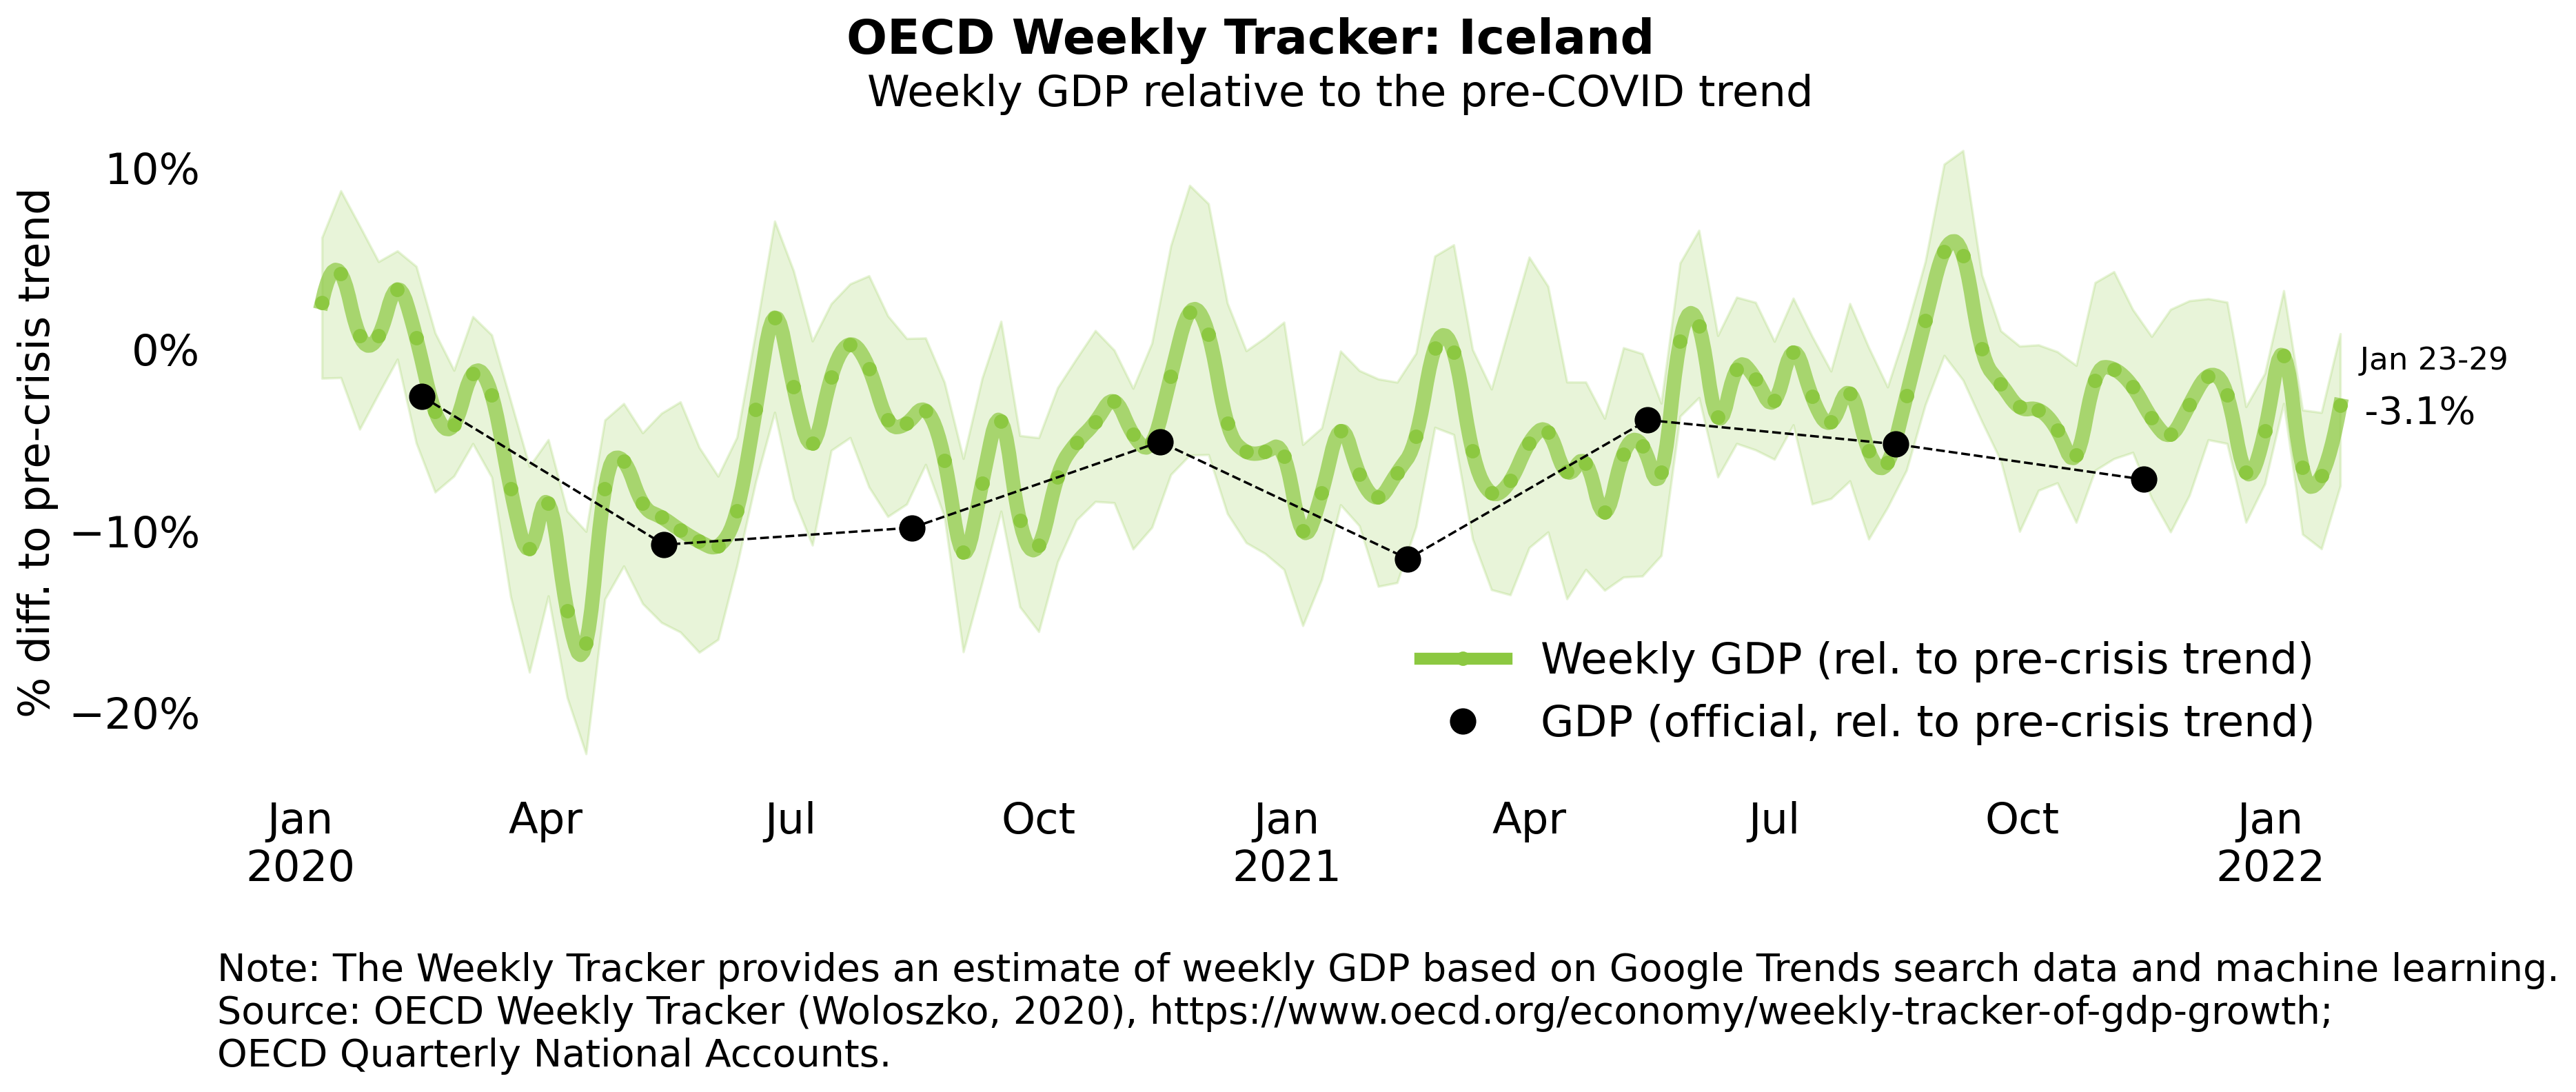 OECD Weekly Tracker: Iceland
Weekly GDP relative to the pre-COVID trend
% diff. to pre-crisis trend
10%
0%
−10%
−20%
Jan 23-29
-3.1%
Weekly GDP (rel. to pre-crisis trend)
GDP (official, rel. to pre-crisis trend)
Jan Apr Jul Oct Jan Apr Jul Oct Jan
2020 2021 2022
Note: The Weekly Tracker provides an estimate of weekly GDP based on Google Trends search data and machine learning.
Source: OECD Weekly Tracker (Woloszko, 2020), https://www.oecd.org/economy/weekly-tracker-of-gdp-growth;
OECD Quarterly National Accounts.